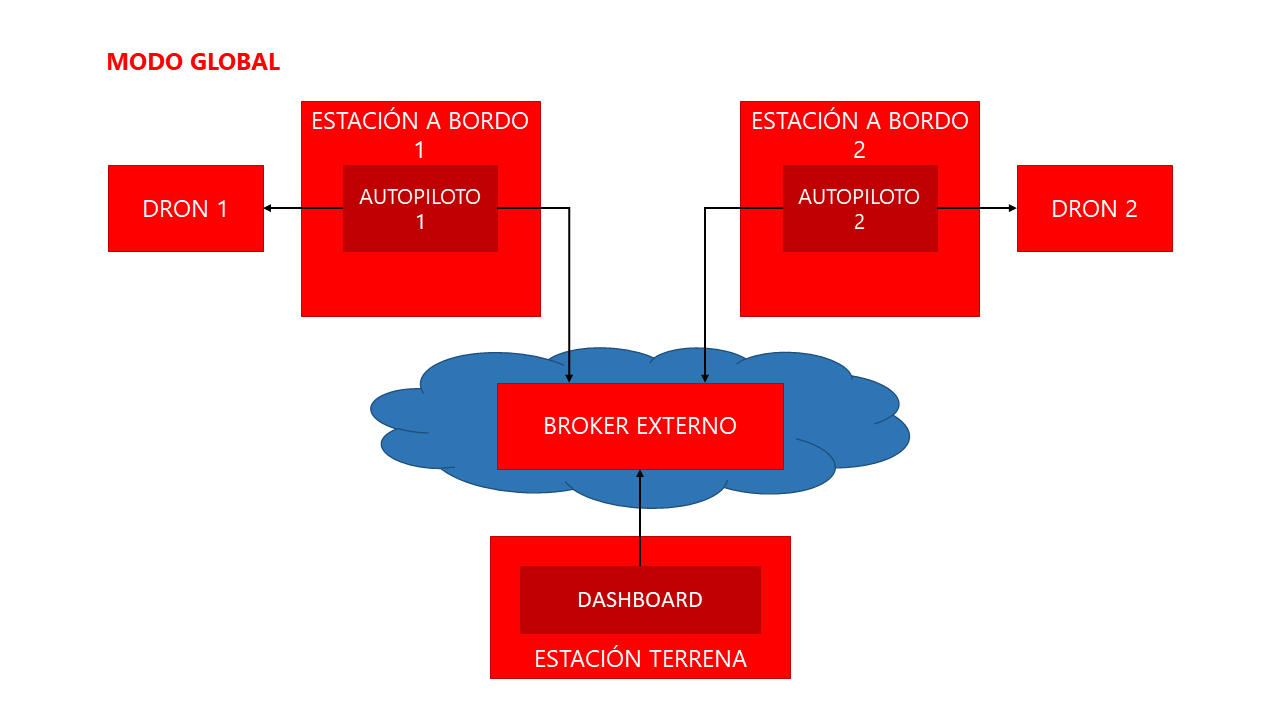 MODO GLOBAL
ESTACIÓN A BORDO
1
ESTACIÓN A BORDO
2
DRON 1
AUTOPILOTO
1
AUTOPILOTO
2
DRON 2
BROKER EXTERNO
DASHBOARD
ESTACIÓN TERRENA